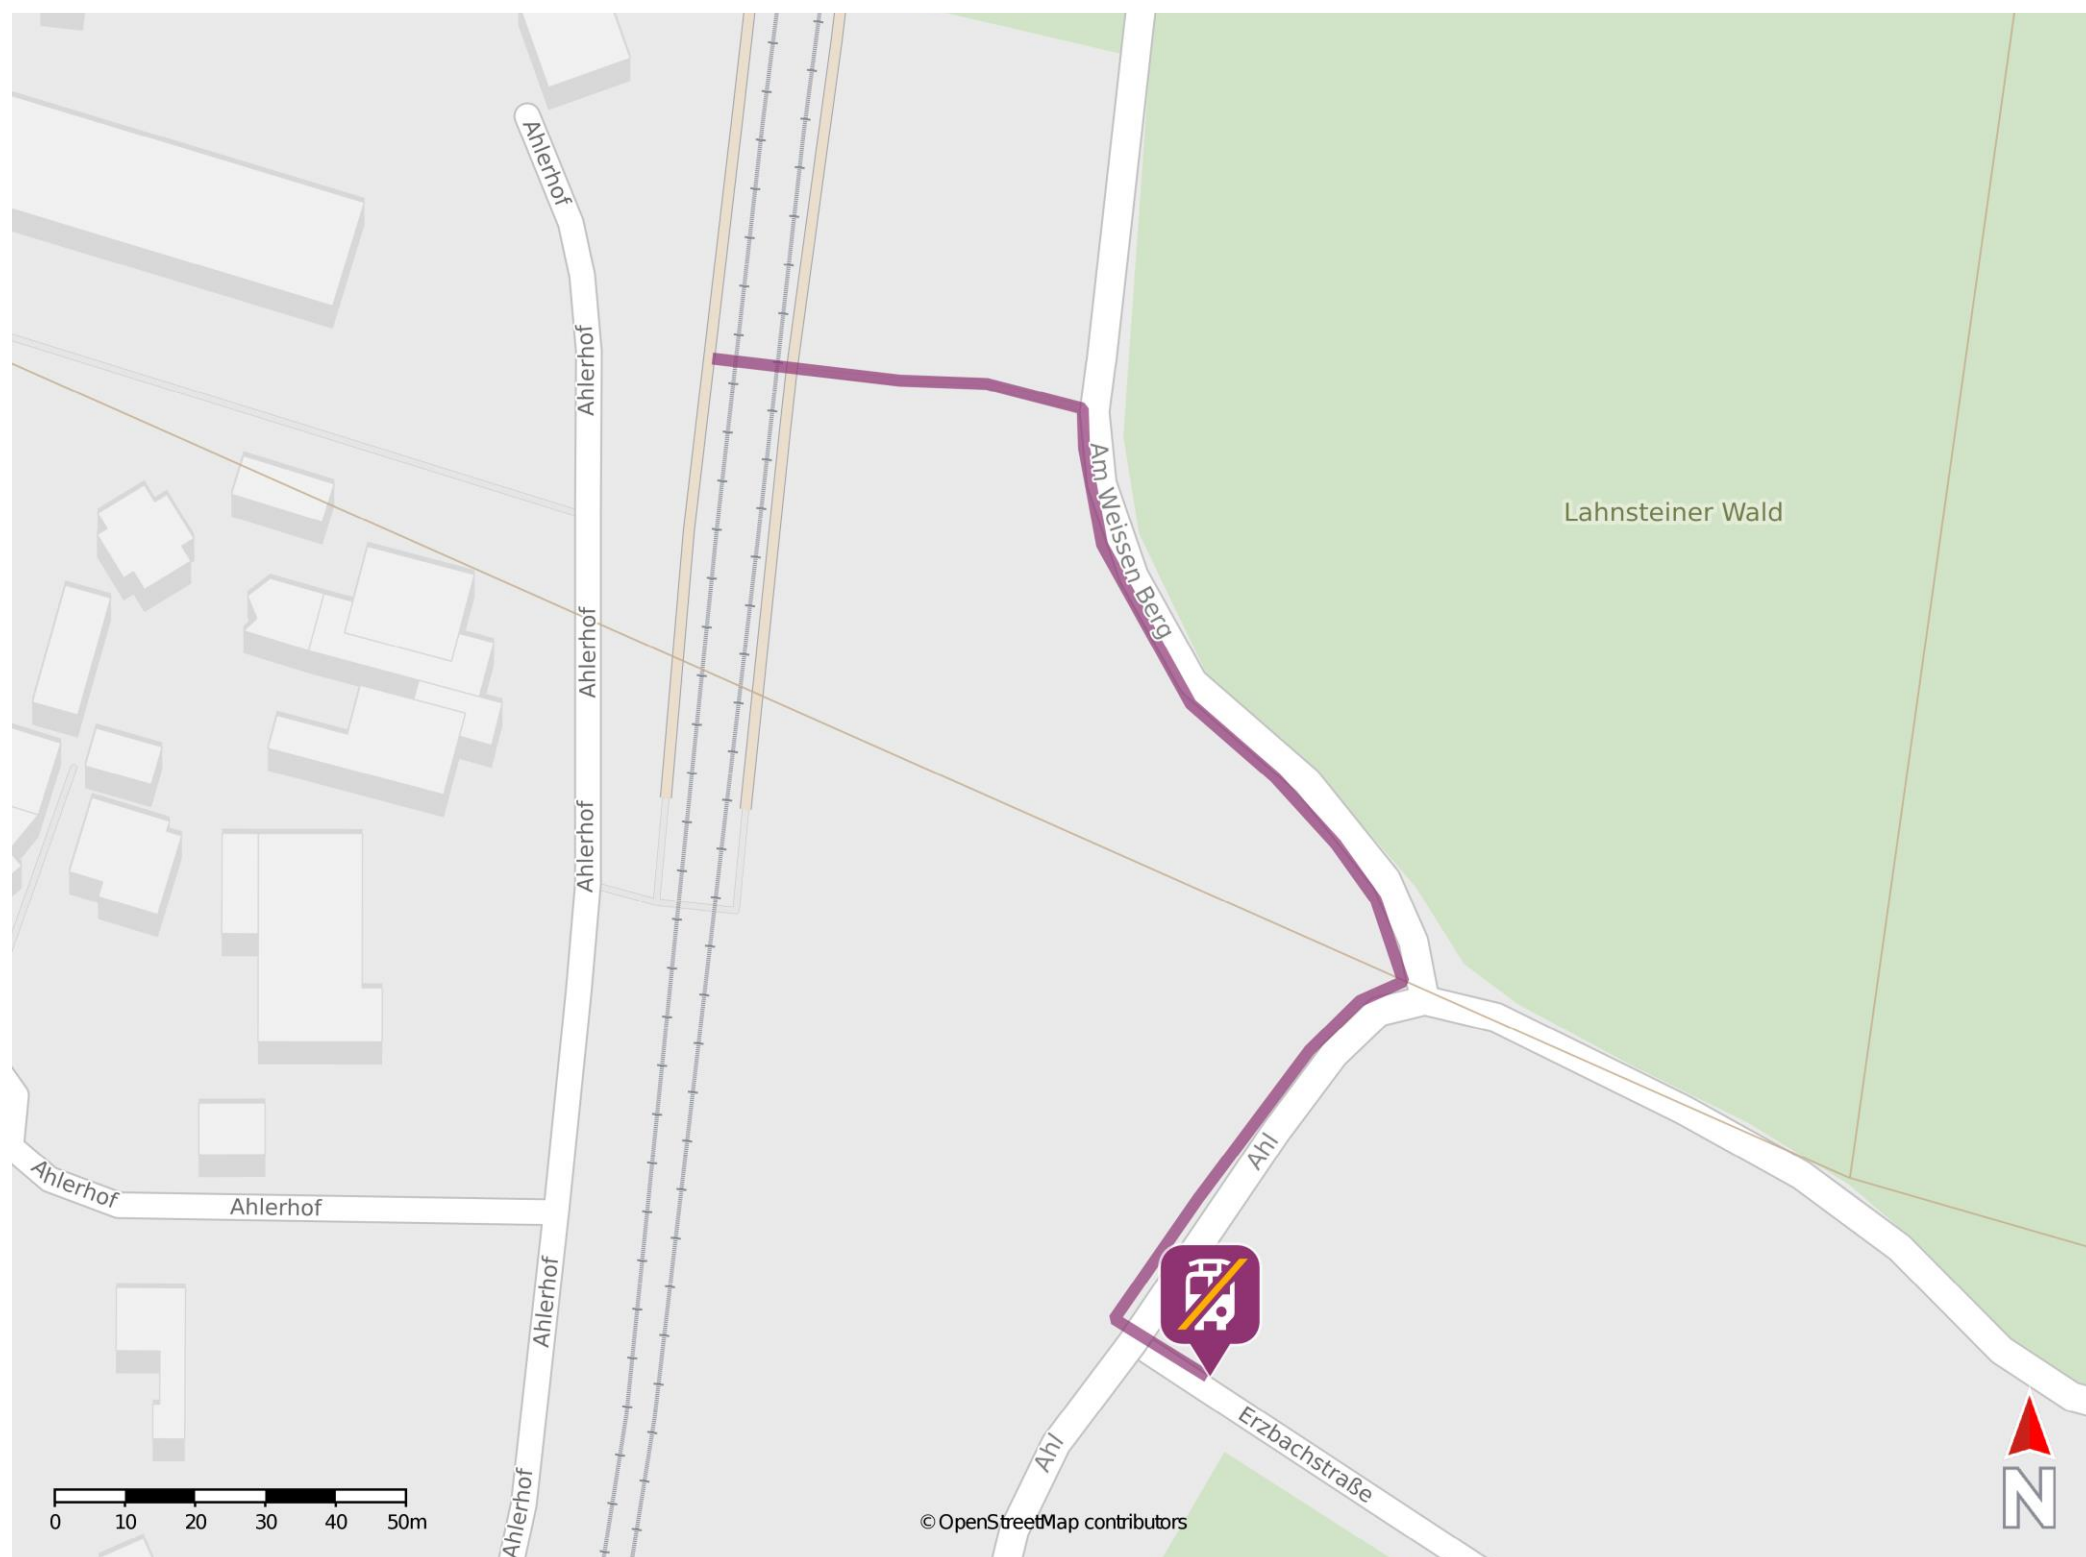 Ahlerhof
Ahlerhof
Am Weissen Berg
Lahnsteiner Wald
Ahlerhof
Ahlerhof
Ahl
Ahlerhof
Ahlerhof
Ahlerhof
Erzbachstraße
Ahl
Ahlerhof
N
0 10 20 30 40 50m
© OpenStreetMap contributors